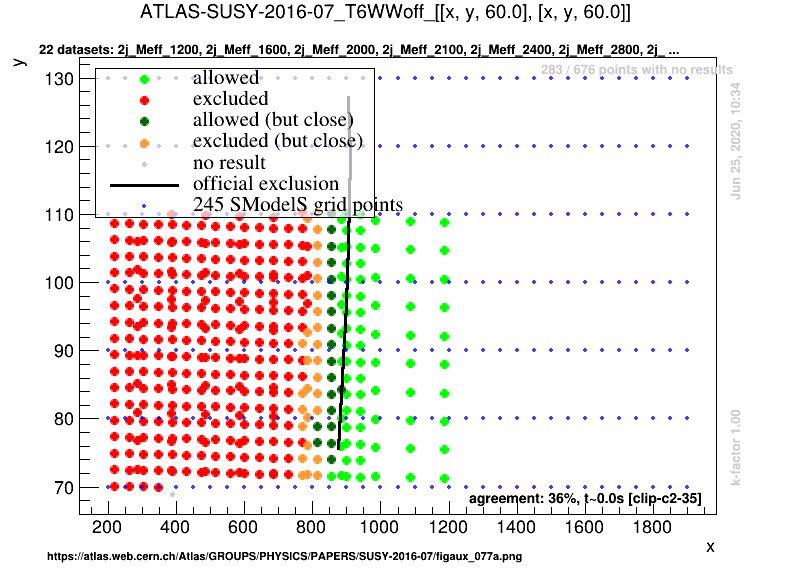 ATLAS-SUSY-2016-07_T6WWoff_[[x, y, 60.0], [x, y, 60.0]]
22 datasets: 2j_Meff_1200, 2j_Meff_1600, 2j_Meff_2000, 2j_Meff_2100, 2j_Meff_2400, 2j_Meff_2800, 2j_ ...
y
283 / 676 points with no results
130
120
110
100
90
80
70
allowed
excluded
allowed (but close)
excluded (but close)
no result
official exclusion
245 SModelS grid points
Jun 25, 2020, 10:34
k-factor 1.00
agreement: 36%, t~0.0s [clip-c2-35]
200 400 600 800 1000 1200 1400 1600 1800
x
https://atlas.web.cern.ch/Atlas/GROUPS/PHYSICS/PAPERS/SUSY-2016-07/figaux_077a.png